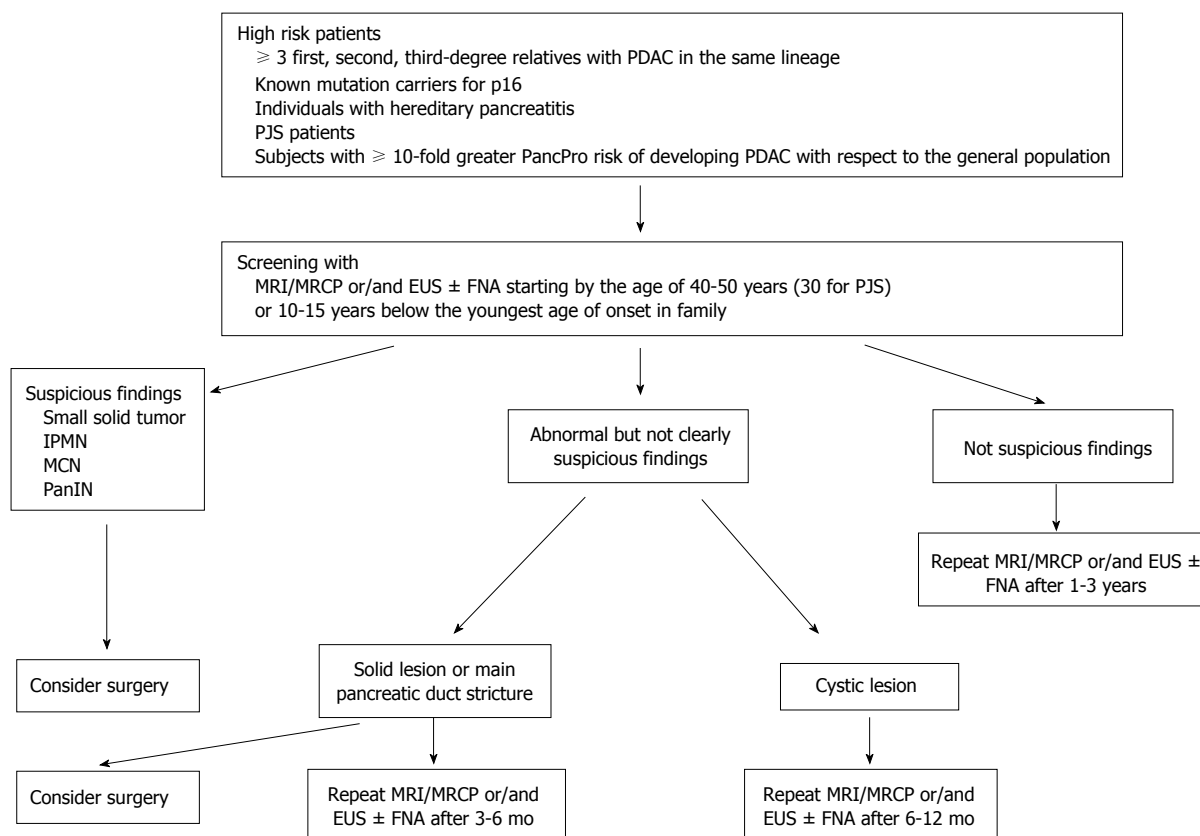 High risk patients
≥ 3 first, second, third-degree relatives with PDAC in the same lineage
Known mutation carriers for p16
Individuals with hereditary pancreatitis
PJS patients
Subjects with ≥ 10-fold greater PancPro risk of developing PDAC with respect to the general population
Screening with
MRI/MRCP or/and EUS ± FNA starting by the age of 40-50 years (30 for PJS)
or 10-15 years below the youngest age of onset in family
Suspicious findings
Small solid tumor
IPMN
MCN
PanIN
Abnormal but not clearly
suspicious findings
Not suspicious findings
Repeat MRI/MRCP or/and EUS ±
FNA after 1-3 years
Consider surgery
Solid lesion or main
pancreatic duct stricture
Cystic lesion
Consider surgery
Repeat MRI/MRCP or/and
EUS ± FNA after 3-6 mo
Repeat MRI/MRCP or/and
EUS ± FNA after 6-12 mo